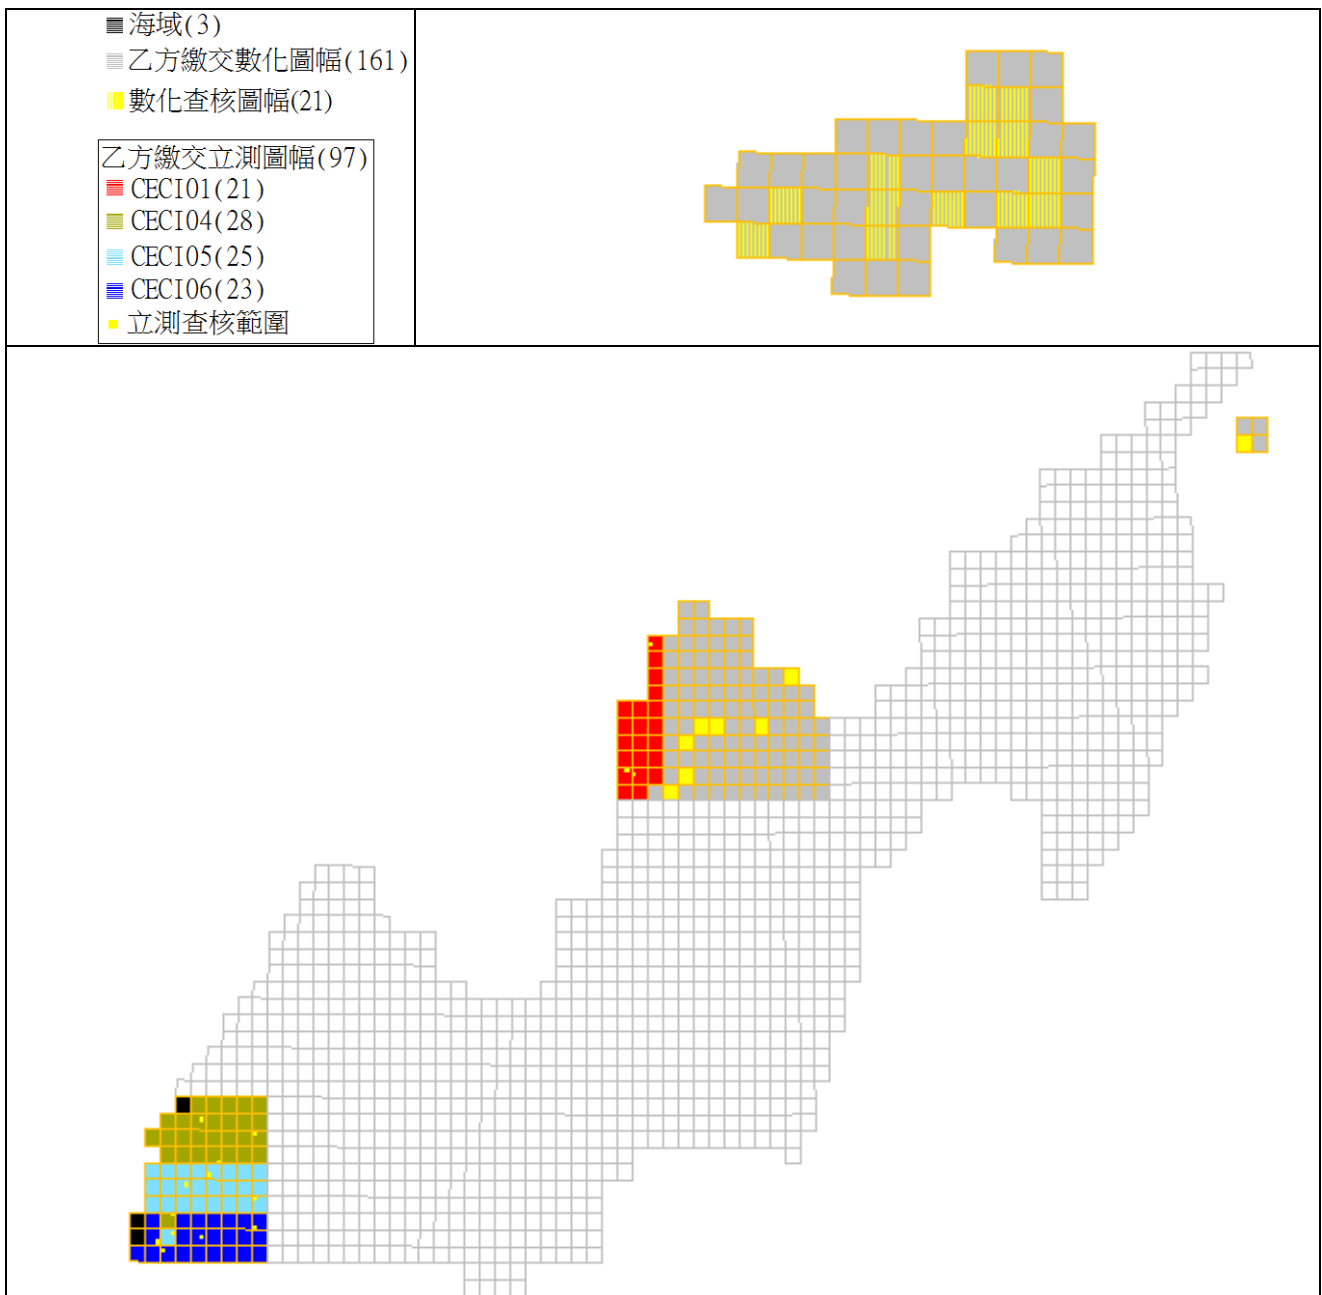 海域(3)
乙方繳交數化圖幅(161)
數化查核圖幅(21)
乙方繳交立測圖幅(97)
CECI01(21)
CECI04(28)
CECI05(25)
CECI06(23)
立測查核範圍